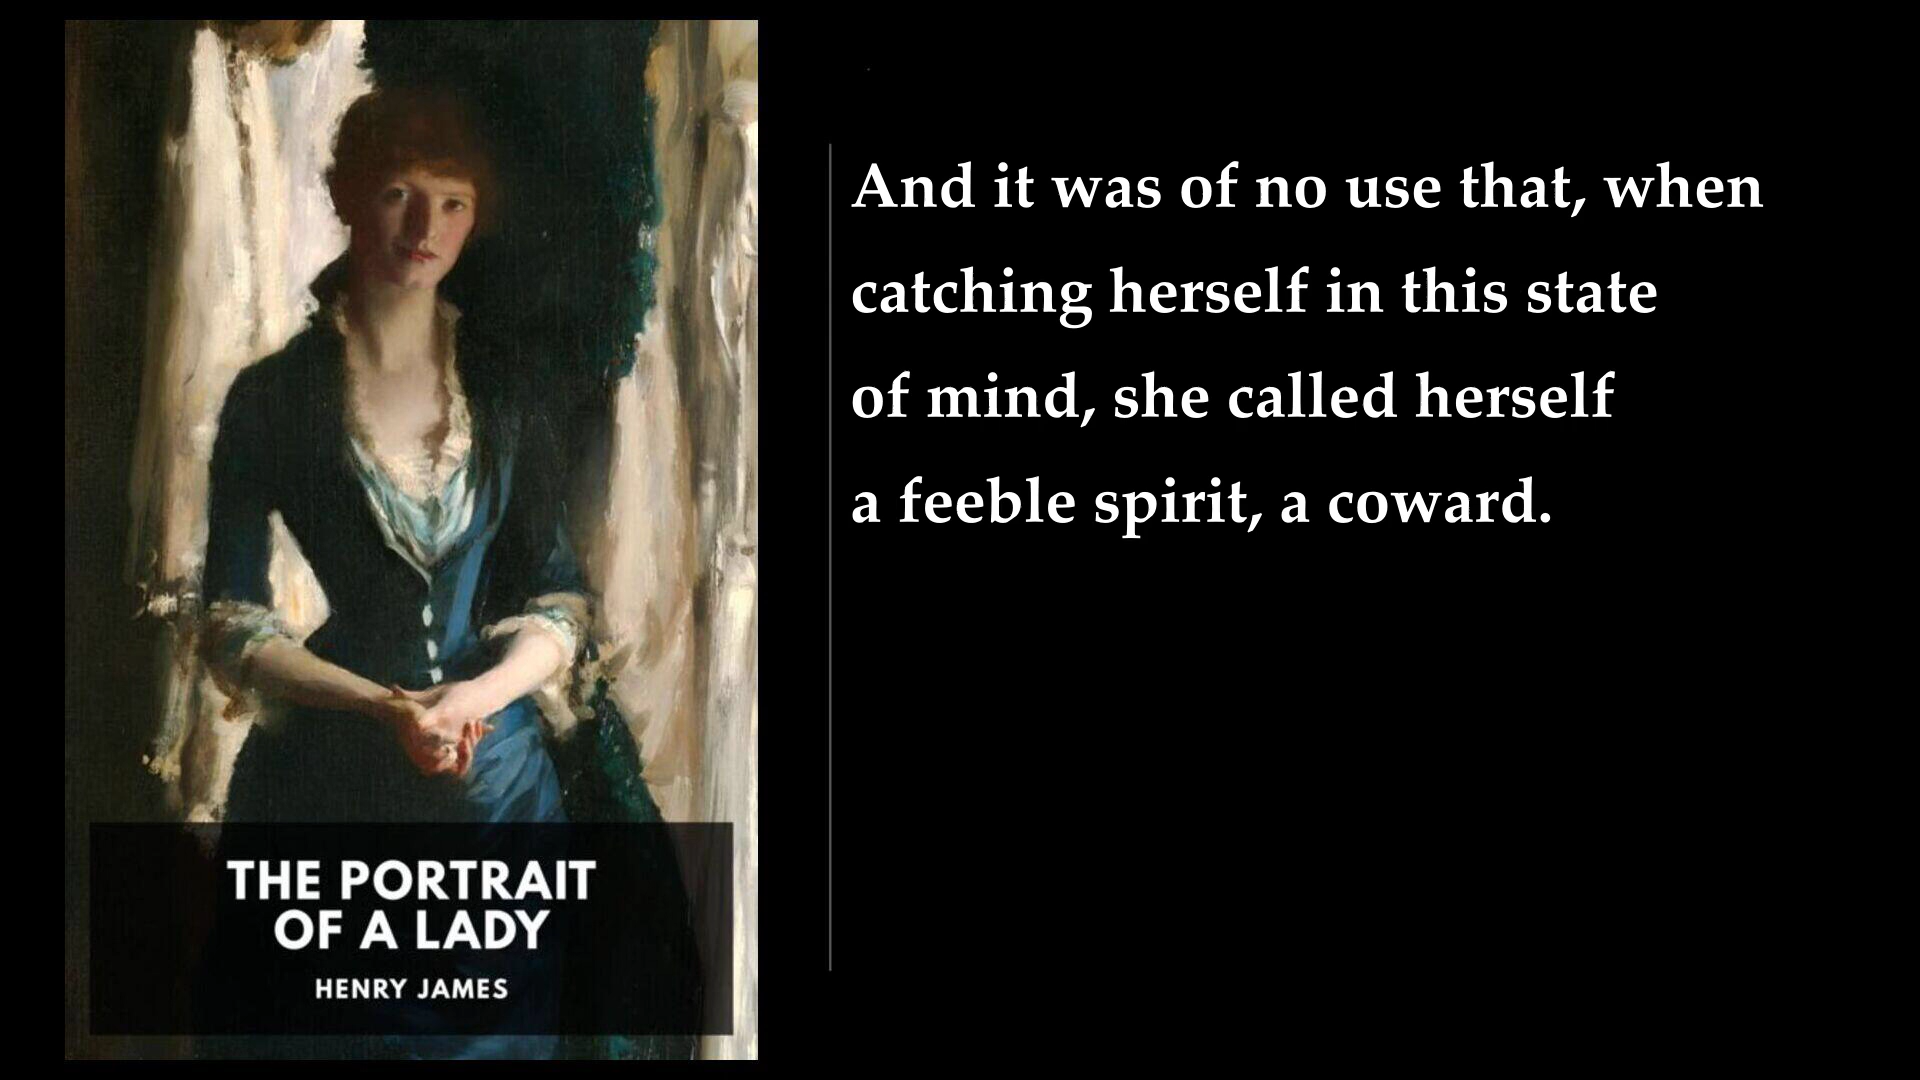 And it was of no use that, when
catching herself in this state
of mind, she called herself
a feeble spirit, a coward.
THE PORTRAIT
OF A LADY
HENRY JAMES